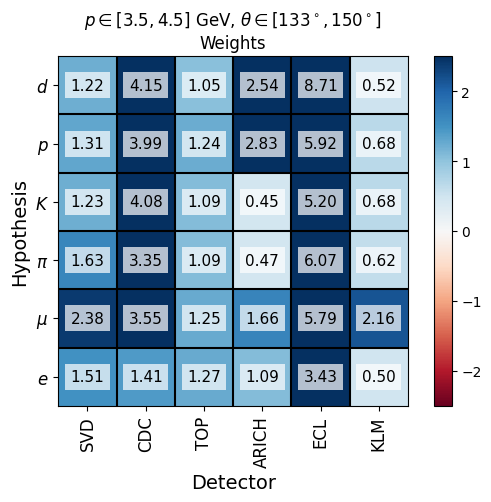 p ∈ [3.5, 4.5] GeV, θ ∈ [133°, 150°]
Weights
Hypothesis
d 1.22 4.15 1.05 2.54 8.71 0.52
p 1.31 3.99 1.24 2.83 5.92 0.68
K 1.23 4.08 1.09 0.45 5.20 0.68
π 1.63 3.35 1.09 0.47 6.07 0.62
μ 2.38 3.55 1.25 1.66 5.79 2.16
e 1.51 1.41 1.27 1.09 3.43 0.50
SVD CDC TOP ARICH ECL KLM
Detector
2
1
0
−1
−2